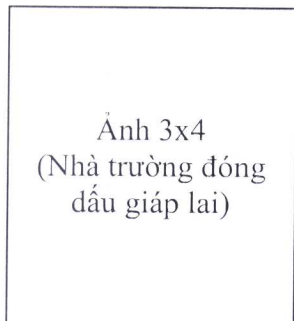 Ảnh 3x4
(Nhà trường đóng
dấu giáp lai)